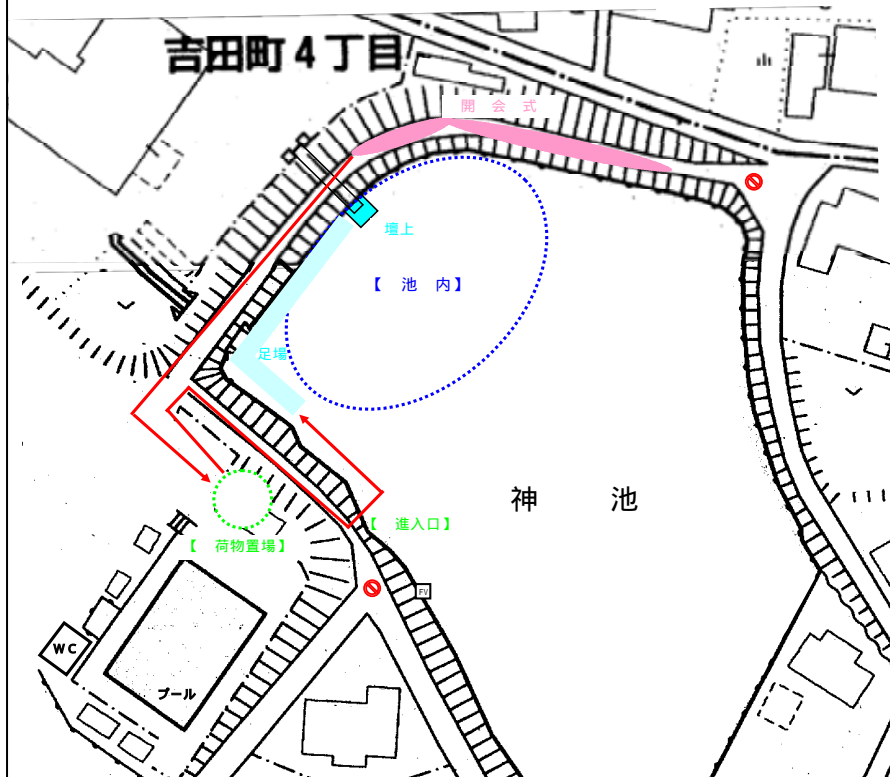 吉田町4丁目
開 会 式
壇上
【 池 内 】
足場
神 池
【 進入口 】
【 荷物置場 】
FV
WC
プール